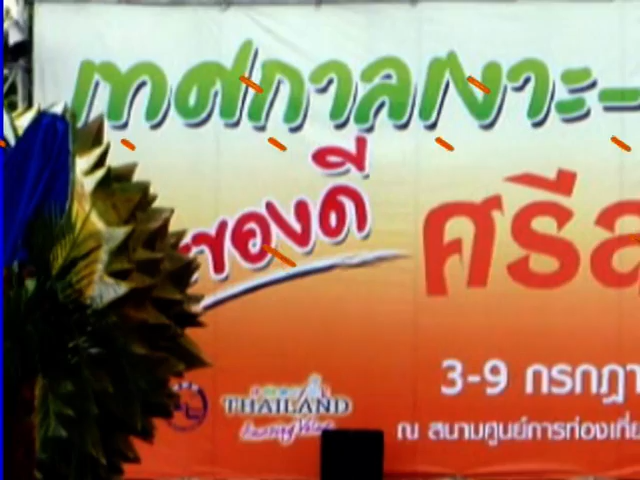 เทศกาลเงาะ-
ของดี
ศรีส
3-9 กรกฎา
THAILAND
ณ สนามศูนย์การท่องเที่ย